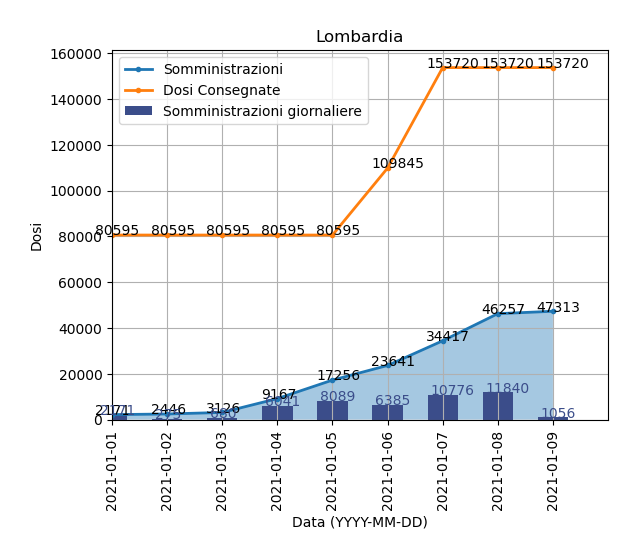 Lombardia
Somministrazioni
Dosi Consegnate
Somministrazioni giornaliere
Dosi
160000
140000
120000
100000
80000
60000
40000
20000
0
80595 80595 80595 80595 80595 109845 153720 153720 153720
2171 2446 3126 9167 17256 23641 34417 46257 47313
6041 8089 6385 10776 11840 1056
2021-01-01
2021-01-02
2021-01-03
2021-01-04
2021-01-05
2021-01-06
2021-01-07
2021-01-08
2021-01-09
Data (YYYY-MM-DD)